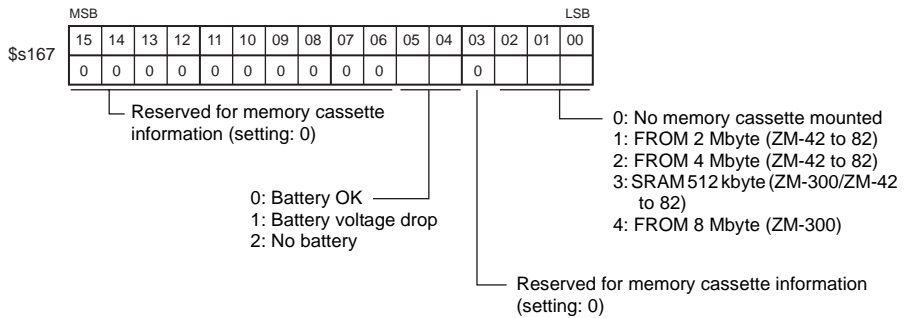 MSB LSB
$s167
15 14 13 12 11 10 09 08 07 06 05 04 03 02 01 00
0 0 0 0 0 0 0 0 0 0 0
Reserved for memory cassette
information (setting: 0)
0: No memory cassette mounted
1: FROM 2 Mbyte (ZM-42 to 82)
2: FROM 4 Mbyte (ZM-42 to 82)
3: SRAM 512 kbyte (ZM-300/ZM-42
to 82)
4: FROM 8 Mbyte (ZM-300)
0: Battery OK
1: Battery voltage drop
2: No battery
Reserved for memory cassette information
(setting: 0)